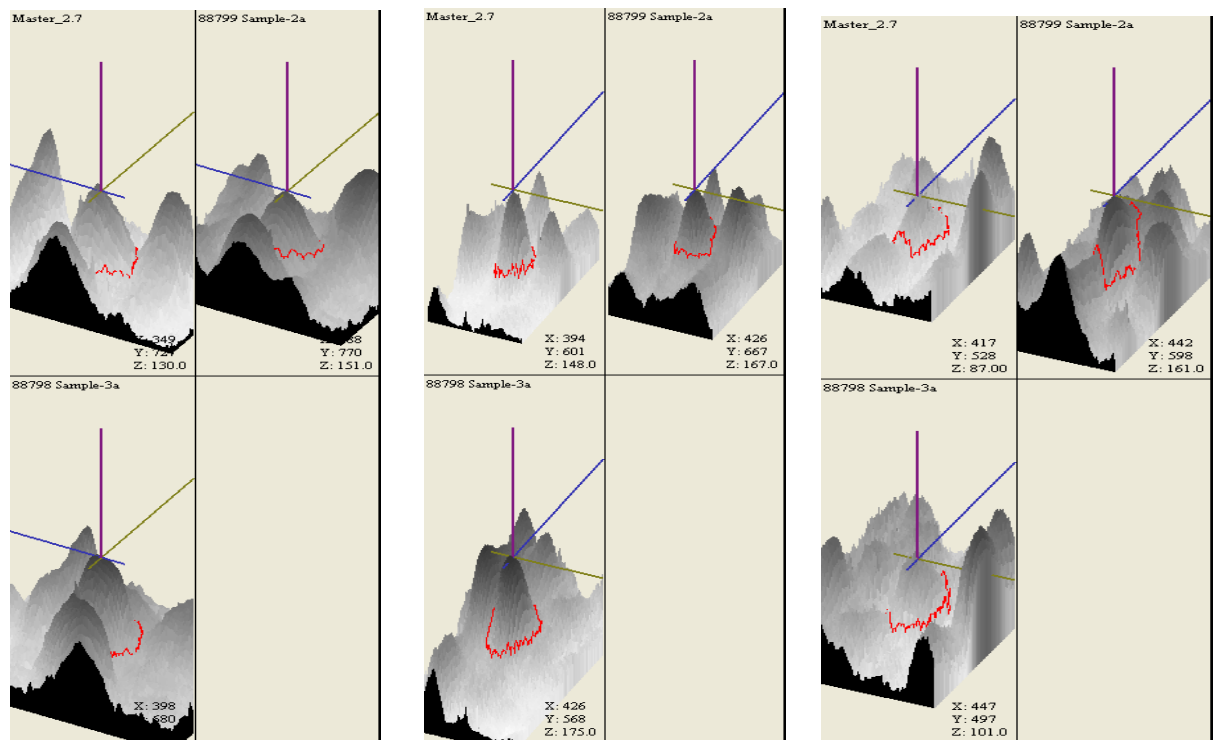 Master_2.7
X: 349
Z: 130.0
88799 Sample-2a
Y: 770
Z: 151.0
88798 Sample-3a
X: 398
680
Master_2.7
X: 394
Y: 601
Z: 148.0
88799 Sample-2a
X: 426
Y: 667
Z: 167.0
88798 Sample-3a
X: 426
Y: 568
Z: 175.0
Master_2.7
X: 417
Y: 528
Z: 87.00
88799 Sample-2a
X: 442
Y: 598
Z: 161.0
88798 Sample-3a
X: 447
Y: 497
Z: 101.0